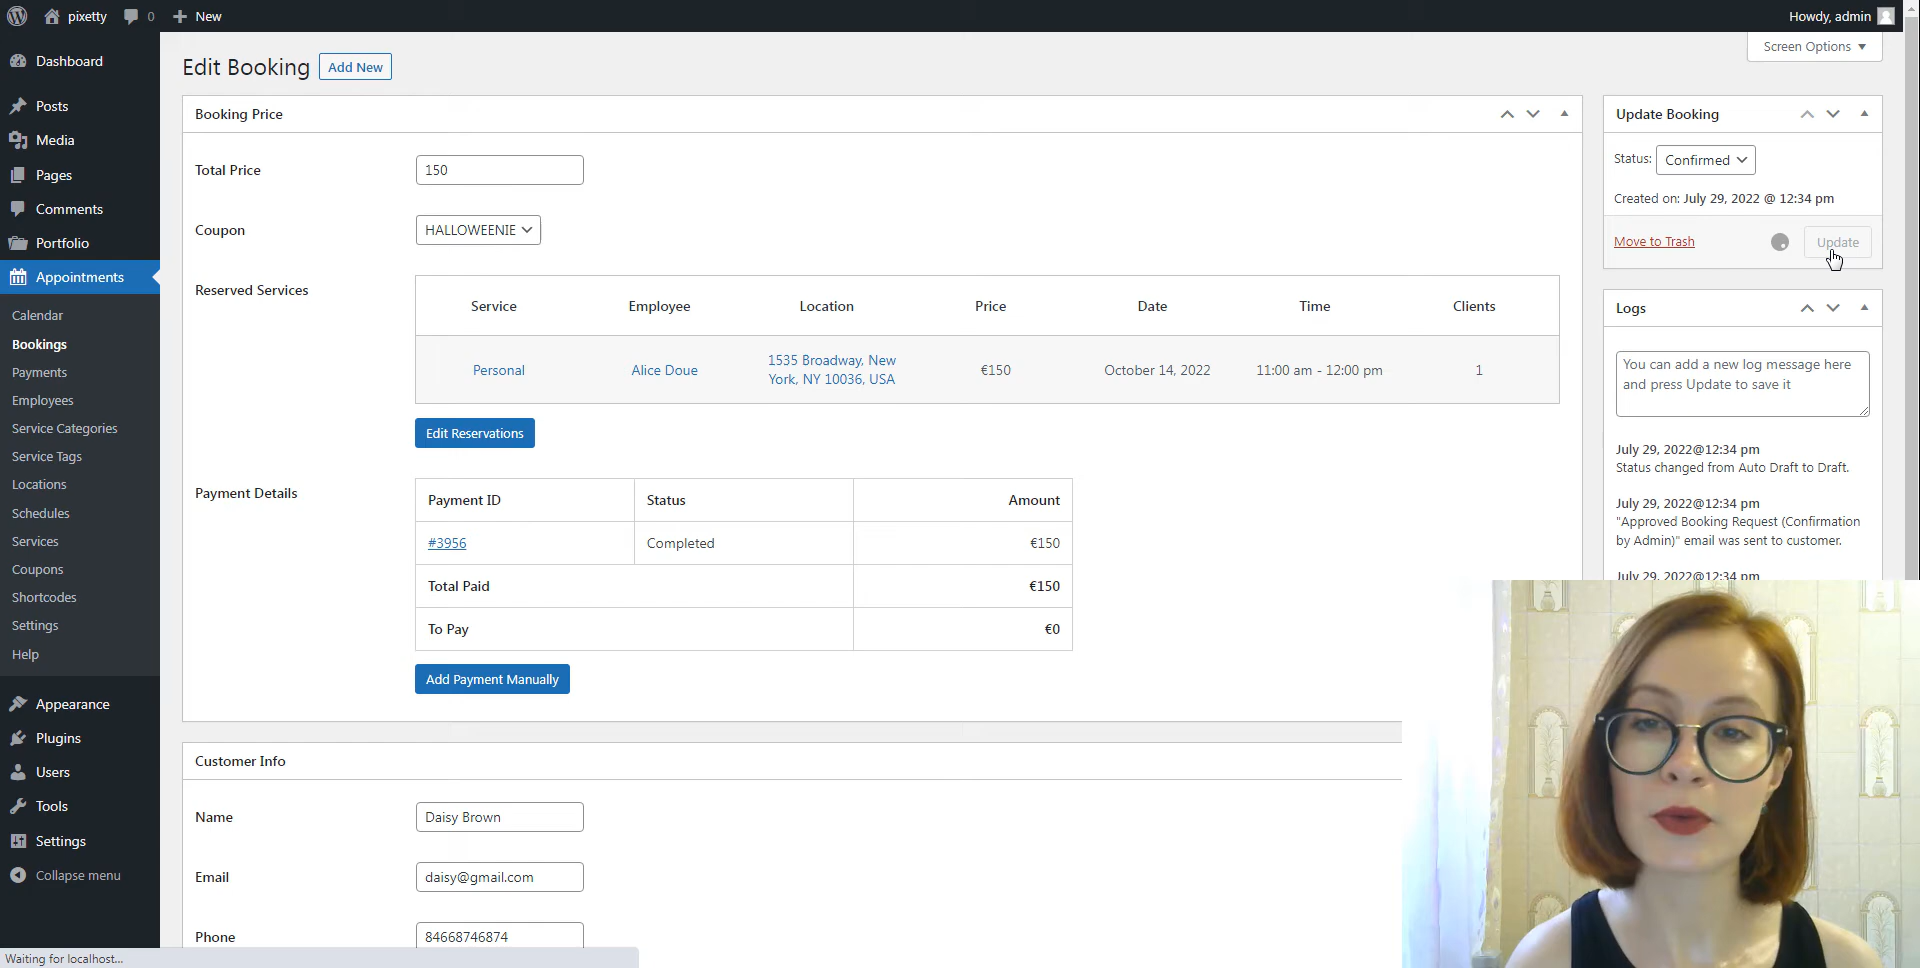 pixetty
0
New
Howdy, admin
Screen Options
Dashboard
Posts
Media
Pages
Comments
Portfolio
Appointments
Calendar
Bookings
Payments
Employees
Service Categories
Service Tags
Locations
Schedules
Services
Coupons
Shortcodes
Settings
Help
Appearance
Plugins
Users
Tools
Settings
Collapse menu
Edit Booking
Add New
Booking Price
Total Price
150
Coupon
HALLOWEENIE
Reserved Services
Service Employee Location Price Date Time Clients
Personal Alice Doue 1535 Broadway, New York, NY 10036, USA €150 October 14, 2022 11:00 am - 12:00 pm 1
Edit Reservations
Payment Details
Payment ID Status Amount
#3956 Completed €150
Total Paid €150
To Pay €0
Add Payment Manually
Customer Info
Name
Daisy Brown
Email
daisy@gmail.com
Phone
84668746874
Update Booking
Status: Confirmed
Created on: July 29, 2022 @ 12:34 pm
Move to Trash
Update
Logs
You can add a new log message here
and press Update to save it
July 29, 2022@12:34 pm
Status changed from Auto Draft to Draft.
July 29, 2022@12:34 pm
"Approved Booking Request (Confirmation
by Admin)" email was sent to customer.
July 29, 2022@12:34 pm
Waiting for localhost...